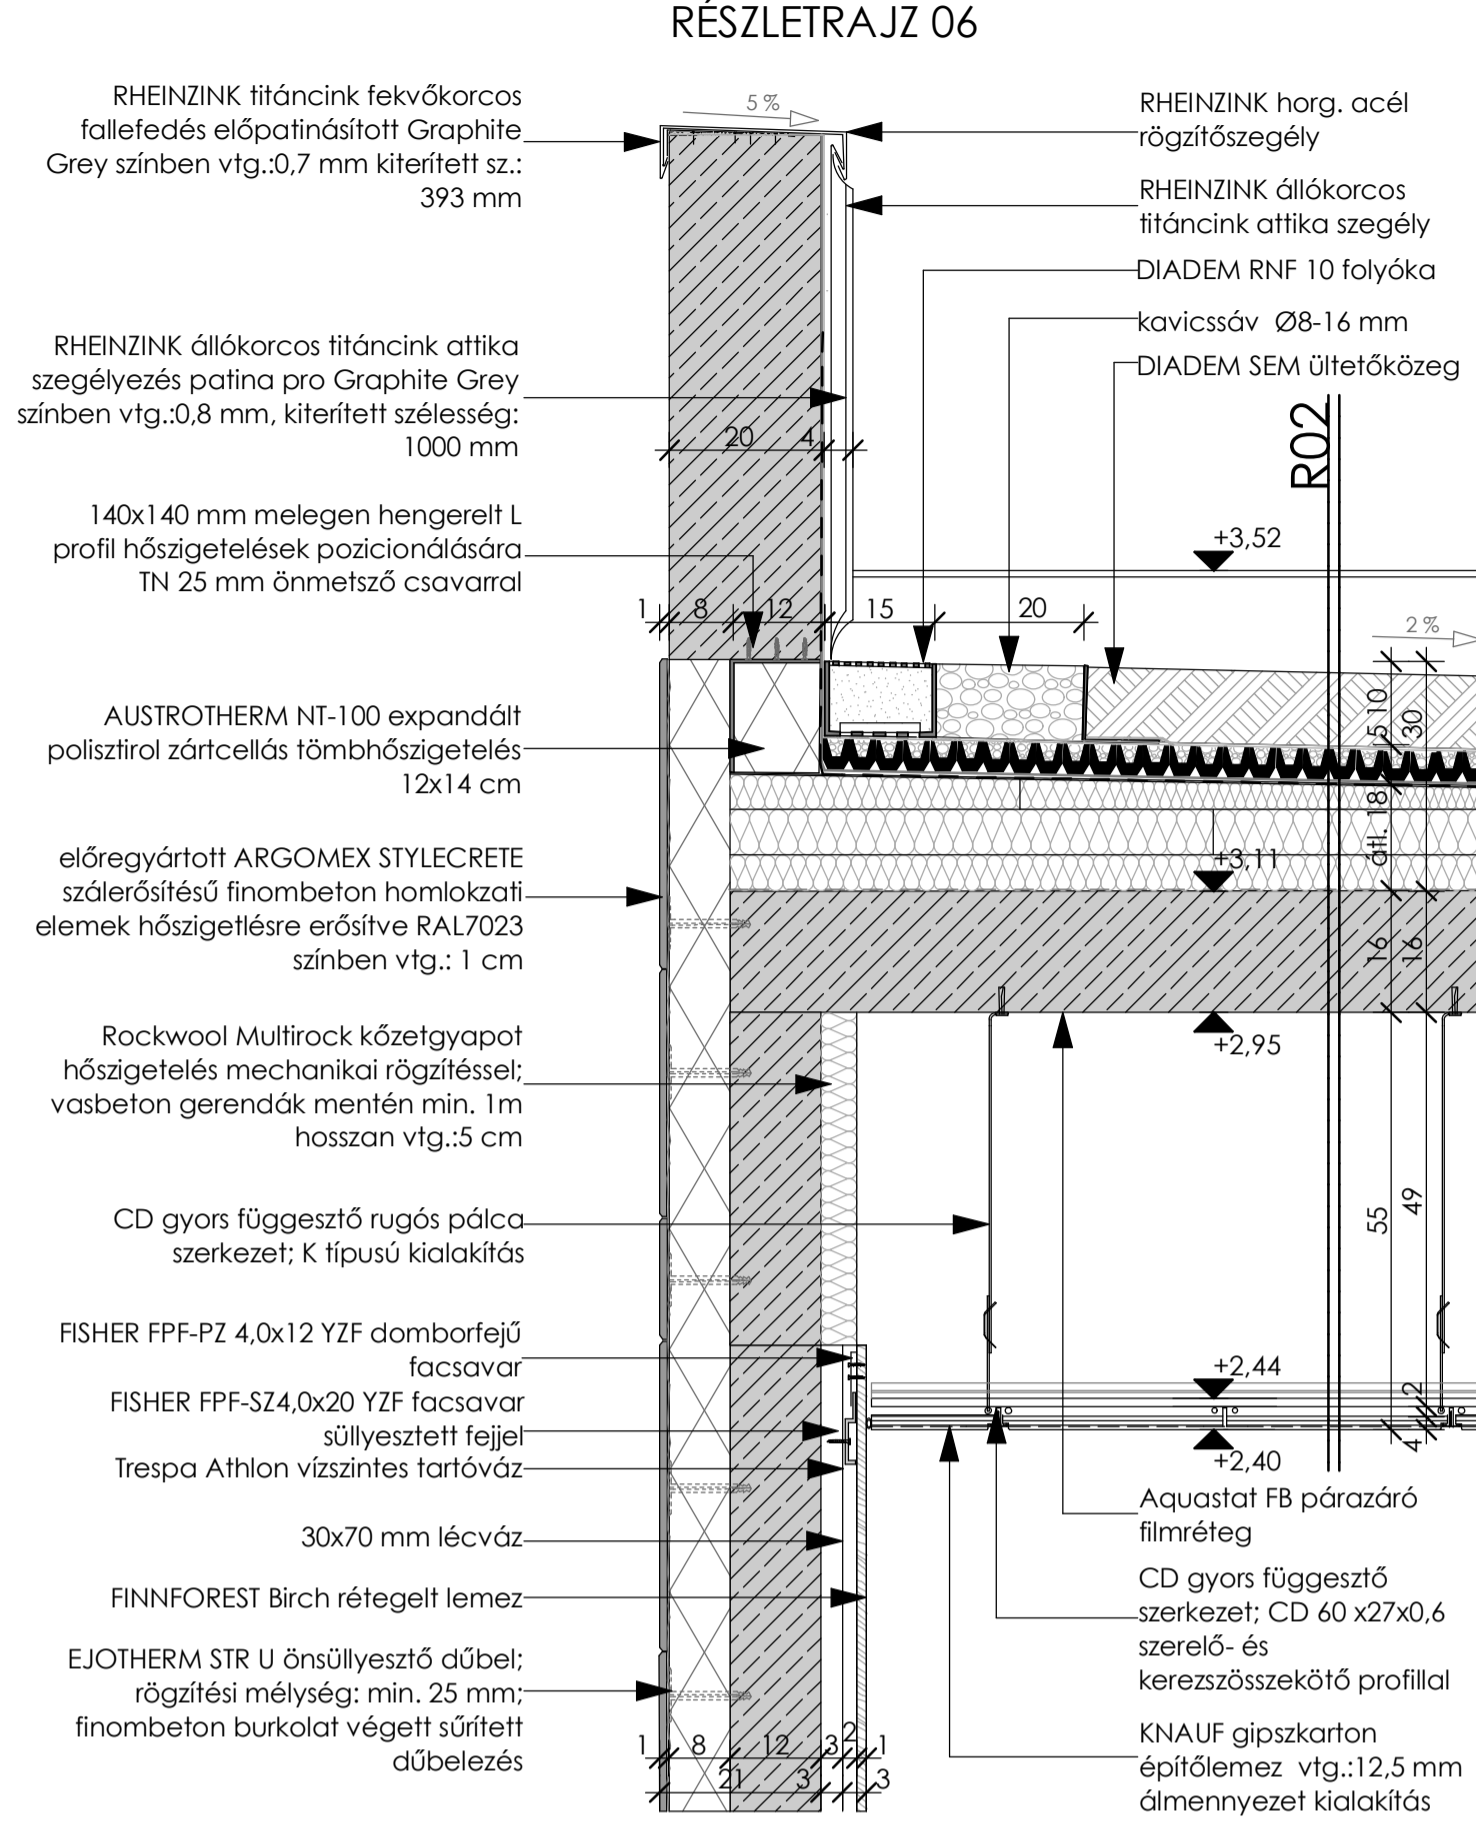 RÉSZLETRAJZ 06
RHEINZINK titáncink fekvőkorcos
fallefedés előpatinásított Graphite
Grey színben vtg.:0,7 mm kiterített sz.:
393 mm
RHEINZINK állókorcos titáncink attika
szegélyezés patina pro Graphite Grey
színben vtg.:0,8 mm, kiterített szélesség:
1000 mm
140x140 mm melegen hengerelt L
profil hőszigetelések pozicionálására
TN 25 mm önmetsző csavarral
AUSTROTHERM NT-100 expandált
polisztirol zártcellás tömbhőszigetelés
12x14 cm
előregyártott ARGOMEX STYLECRETE
szálerősítésű finombeton homlokzati
elemek hőszigetlésre erősítve RAL7023
színben vtg.: 1 cm
Rockwool Multirock kőzetgyapot
hőszigetelés mechanikai rögzítéssel;
vasbeton gerendák mentén min. 1m
hosszan vtg.:5 cm
CD gyors függesztő rugós pálca
szerkezet; K típusú kialakítás
FISHER FPF-PZ 4,0x12 YZF domborfejű
facsavar
FISHER FPF-SZ4,0x20 YZF facsavar
süllyesztett fejjel
Trespa Athlon vízszintes tartóváz
30x70 mm lécváz
FINNFOREST Birch rétegelt lemez
EJOTHERM STR U önsüllyesztő dűbel;
rögzítési mélység: min. 25 mm;
finombeton burkolat végett sűrített
dűbelezés
5 %
20 4
1 8 12 15 20
1 8 12 3 2 1
21 3 3
RHEINZINK horg. acél
rögzítőszegély
RHEINZINK állókorcos
titáncink attika szegély
DIADEM RNF 10 folyóka
kavicssáv Ø8-16 mm
DIADEM SEM ültetőközeg
R02
+3,52
2 %
5 10
30
átl. 18
+3,11
16
16
+2,95
55
49
+2,44
2
4
+2,40
Aquastat FB párazáró
filmréteg
CD gyors függesztő
szerkezet; CD 60 x27x0,6
szerelő- és
kerezszösszekötő profillal
KNAUF gipszkarton
építőlemez vtg.:12,5 mm
álmennyezet kialakítás